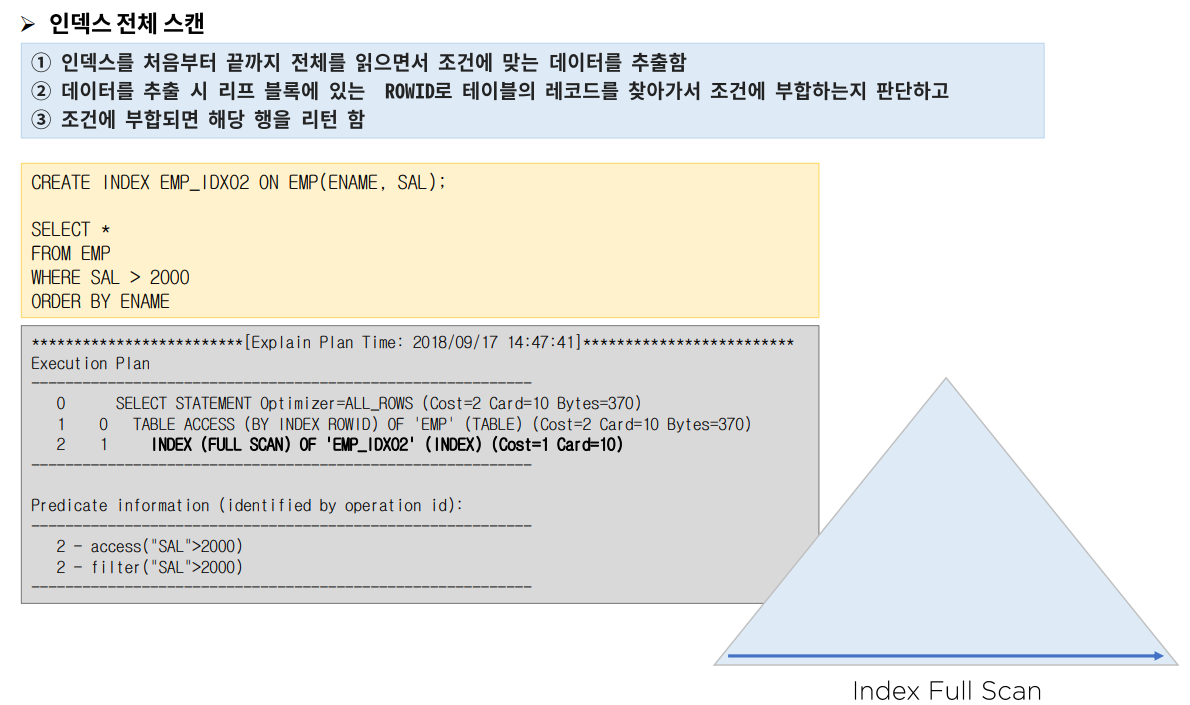 ➢ 인덱스 전체 스캔
① 인덱스를 처음부터 끝까지 전체를 읽으면서 조건에 맞는 데이터를 추출함
② 데이터를 추출 시 리프 블록에 있는 ROWID로 테이블의 레코드를 찾아가서 조건에 부합하는지 판단하고
③ 조건에 부합되면 해당 행을 리턴 함
CREATE INDEX EMP_IDX02 ON EMP(ENAME, SAL);
SELECT *
FROM EMP
WHERE SAL > 2000
ORDER BY ENAME
*************************[Explain Plan Time: 2018/09/17 14:47:41]*************************
Execution Plan
-----------------------------------------------------------
0 SELECT STATEMENT Optimizer=ALL_ROWS (Cost=2 Card=10 Bytes=370)
1 0 TABLE ACCESS (BY INDEX ROWID) OF 'EMP' (TABLE) (Cost=2 Card=10 Bytes=370)
2 1 INDEX (FULL SCAN) OF 'EMP_IDX02' (INDEX) (Cost=1 Card=10)
-----------------------------------------------------------
Predicate information (identified by operation id):
-----------------------------------------------------------
2 - access("SAL">2000)
2 - filter("SAL">2000)
-----------------------------------------------------------
Index Full Scan